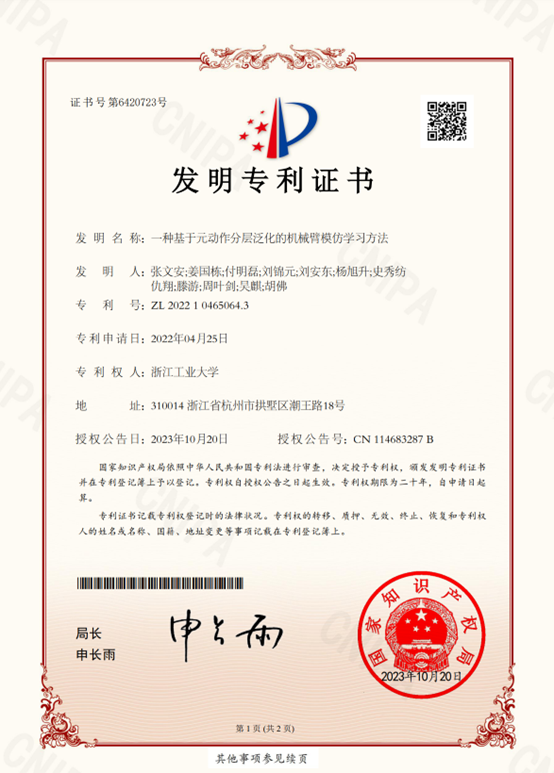 证书号第6420723号
发明专利证书
发明名称：一种基于元动作分层泛化的机械臂模仿学习方法
发明人：张文安;姜国栋;付明磊;刘锦元;刘安东;杨旭升;史秀纺
仇翔;滕游;周叶剑;吴麒;胡佛
专利号：ZL 2022 1 0465064.3
专利申请日：2022年04月25日
专利权人：浙江工业大学
地址：310014 浙江省杭州市拱墅区潮王路18号
授权公告日：2023年10月20日 授权公告号：CN 114683287 B
国家知识产权局依照中华人民共和国专利法进行审查，决定授予专利权，颁发发明专利证书
并在专利登记簿上予以登记。专利权自授权公告之日起生效。专利权期限为二十年，自申请日起
算。
专利证书记载专利权登记时的法律状况。专利权的转移、质押、无效、终止、恢复和专利权
人的姓名或名称、国籍、地址变更等事项记载在专利登记簿上。
局长
申长雨
申长雨
国家知识产权局
2023年10月20日
第 1 页 (共 2 页)
其他事项参见续页
CNIPA